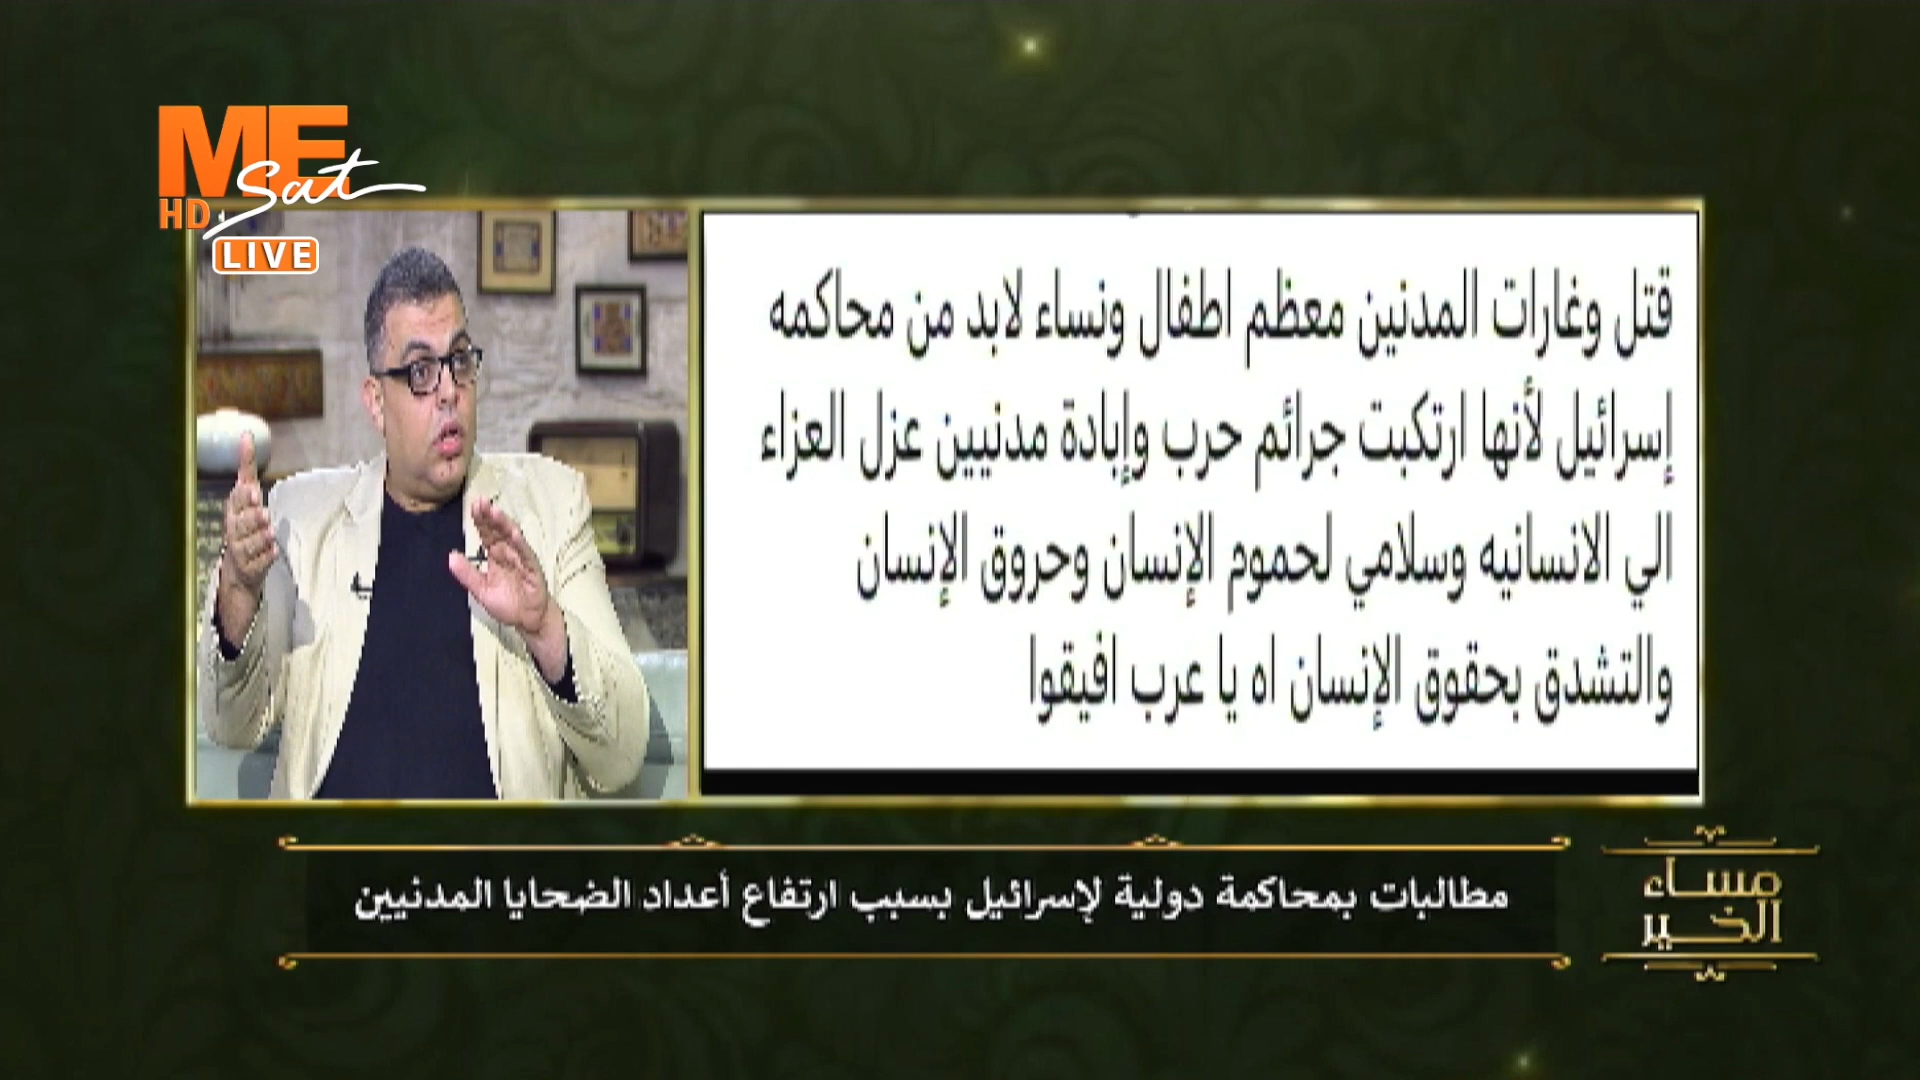 ME
Sat
HD
LIVE
قتل وغارات المدنين معظم اطفال ونساء لابد من محاكمه
إسرائيل لأنها ارتكبت جرائم حرب وإبادة مدنيين عزل العزاء
الي الانسانيه وسلامي لحموم الإنسان وحروق الإنسان
والتشدق بحقوق الإنسان اه يا عرب افيقوا
مطالبات بمحاكمة دولية لإسرائيل بسبب ارتفاع أعداد الضحايا المدنيين
مساء
الخير